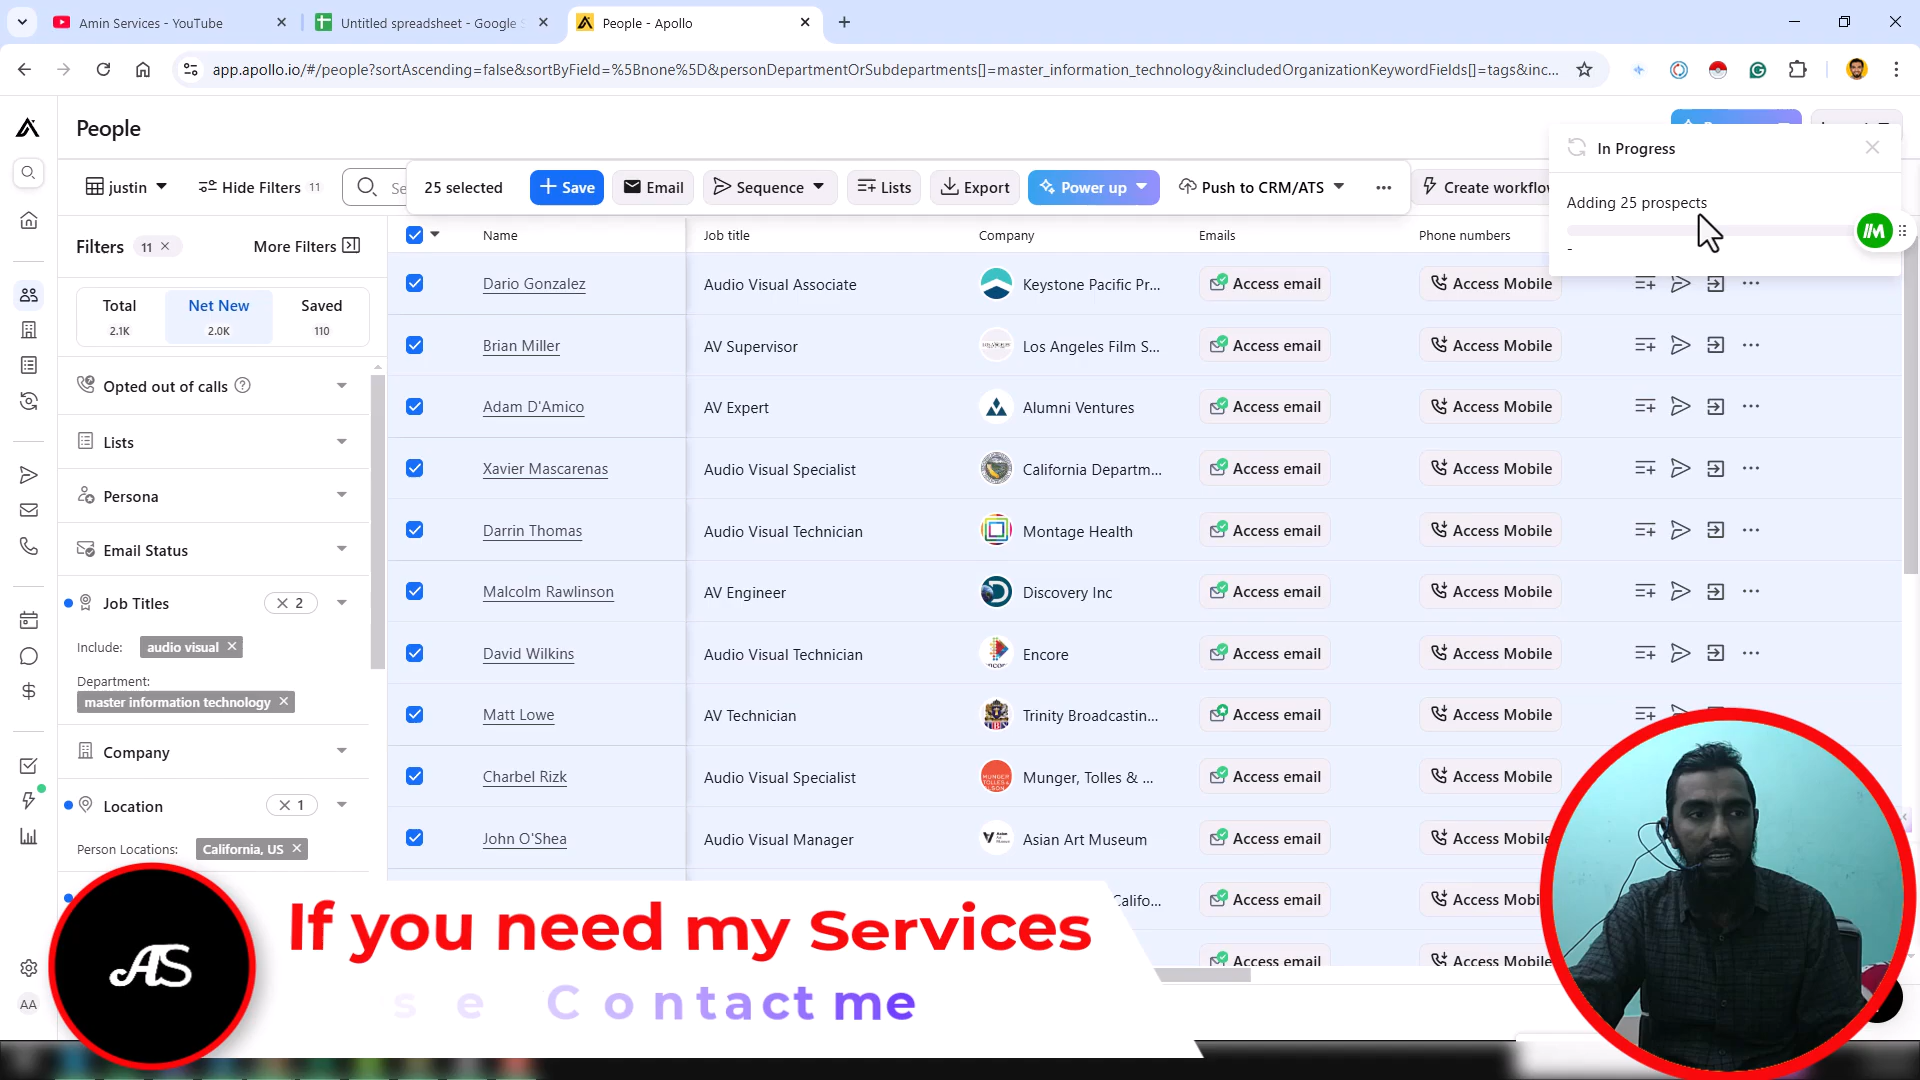 Amin Services - YouTube
Untitled spreadsheet - Google
People - Apollo
app.apollo.io/#/people?sortAscending=false&sortByField=%5Bnone%5D&personDepartmentOrSubdepartments[]=master_information_technology&includedOrganizationKeywordFields[]=tags&inc...
People
In Progress
Adding 25 prospects
-
justin
Hide Filters 11
25 selected
Save
Email
Sequence
Lists
Export
Power up
Push to CRM/ATS
Create workflow
Filters 11
More Filters
Total 2.1K
Net New 2.0K
Saved 110
Opted out of calls
Lists
Persona
Email Status
Job Titles 2
Include: audio visual
Department:
master information technology
Company
Location 1
Person Locations: California, US
AA
Name Job title Company Emails Phone numbers
Dario Gonzalez Audio Visual Associate Keystone Pacific Pr... Access email Access Mobile
Brian Miller AV Supervisor Los Angeles Film S... Access email Access Mobile
Adam D'Amico AV Expert Alumni Ventures Access email Access Mobile
Xavier Mascarenas Audio Visual Specialist California Departm... Access email Access Mobile
Darrin Thomas Audio Visual Technician Montage Health Access email Access Mobile
Malcolm Rawlinson AV Engineer Discovery Inc Access email Access Mobile
David Wilkins Audio Visual Technician Encore Access email Access Mobile
Matt Lowe AV Technician Trinity Broadcastin... Access email Access Mobile
Charbel Rizk Audio Visual Specialist Munger, Tolles & ... Access email Access Mobile
John O'Shea Audio Visual Manager Asian Art Museum Access email Access Mobile
Califo... Access email Access Mobi
Access email Access Mobile
AS
If you need my Services
s e Contact me